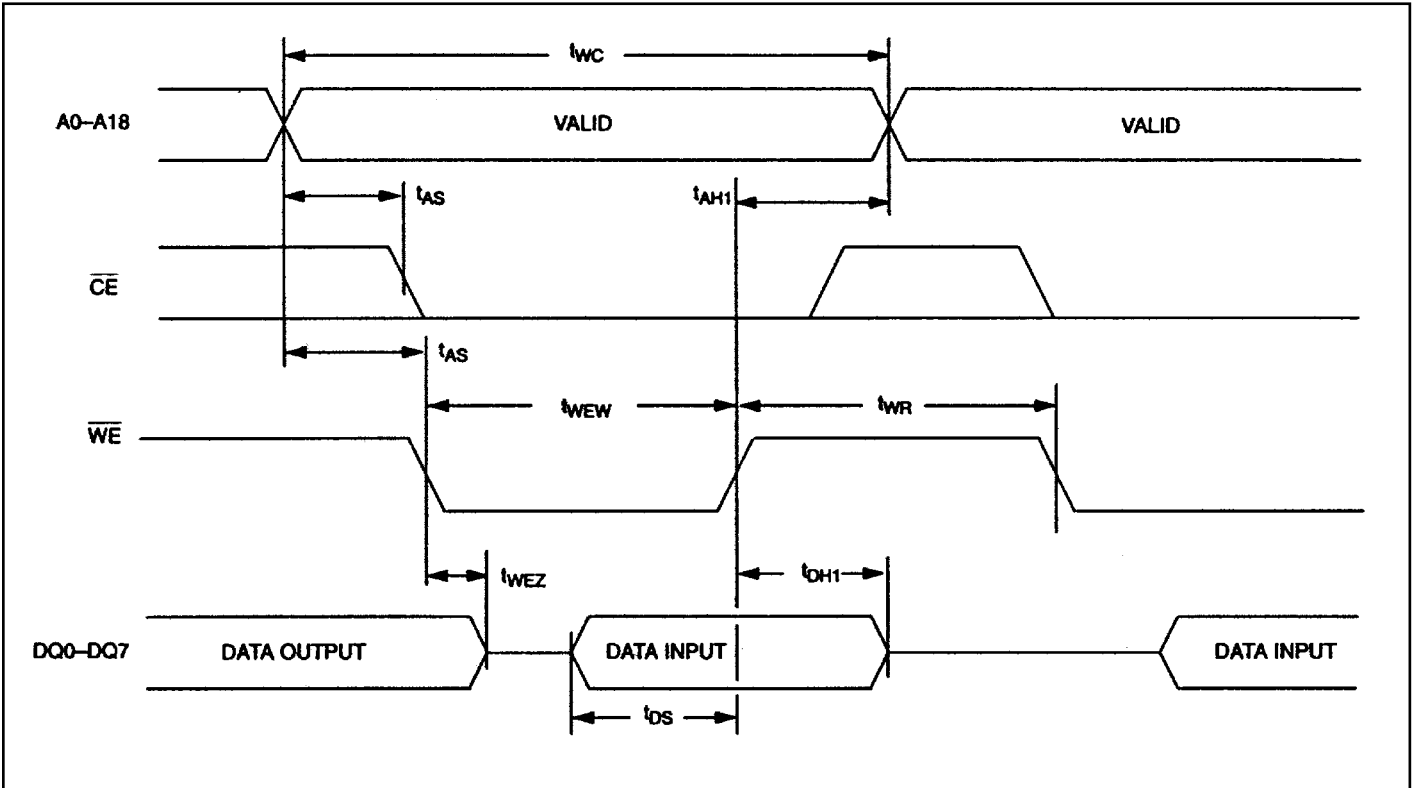 tWC
A0–A18 VALID VALID
tAS tAH1
CE
tAS
tWEW tWR
WE
tWEZ tDH1
DQ0–DQ7 DATA OUTPUT DATA INPUT DATA INPUT
tDS